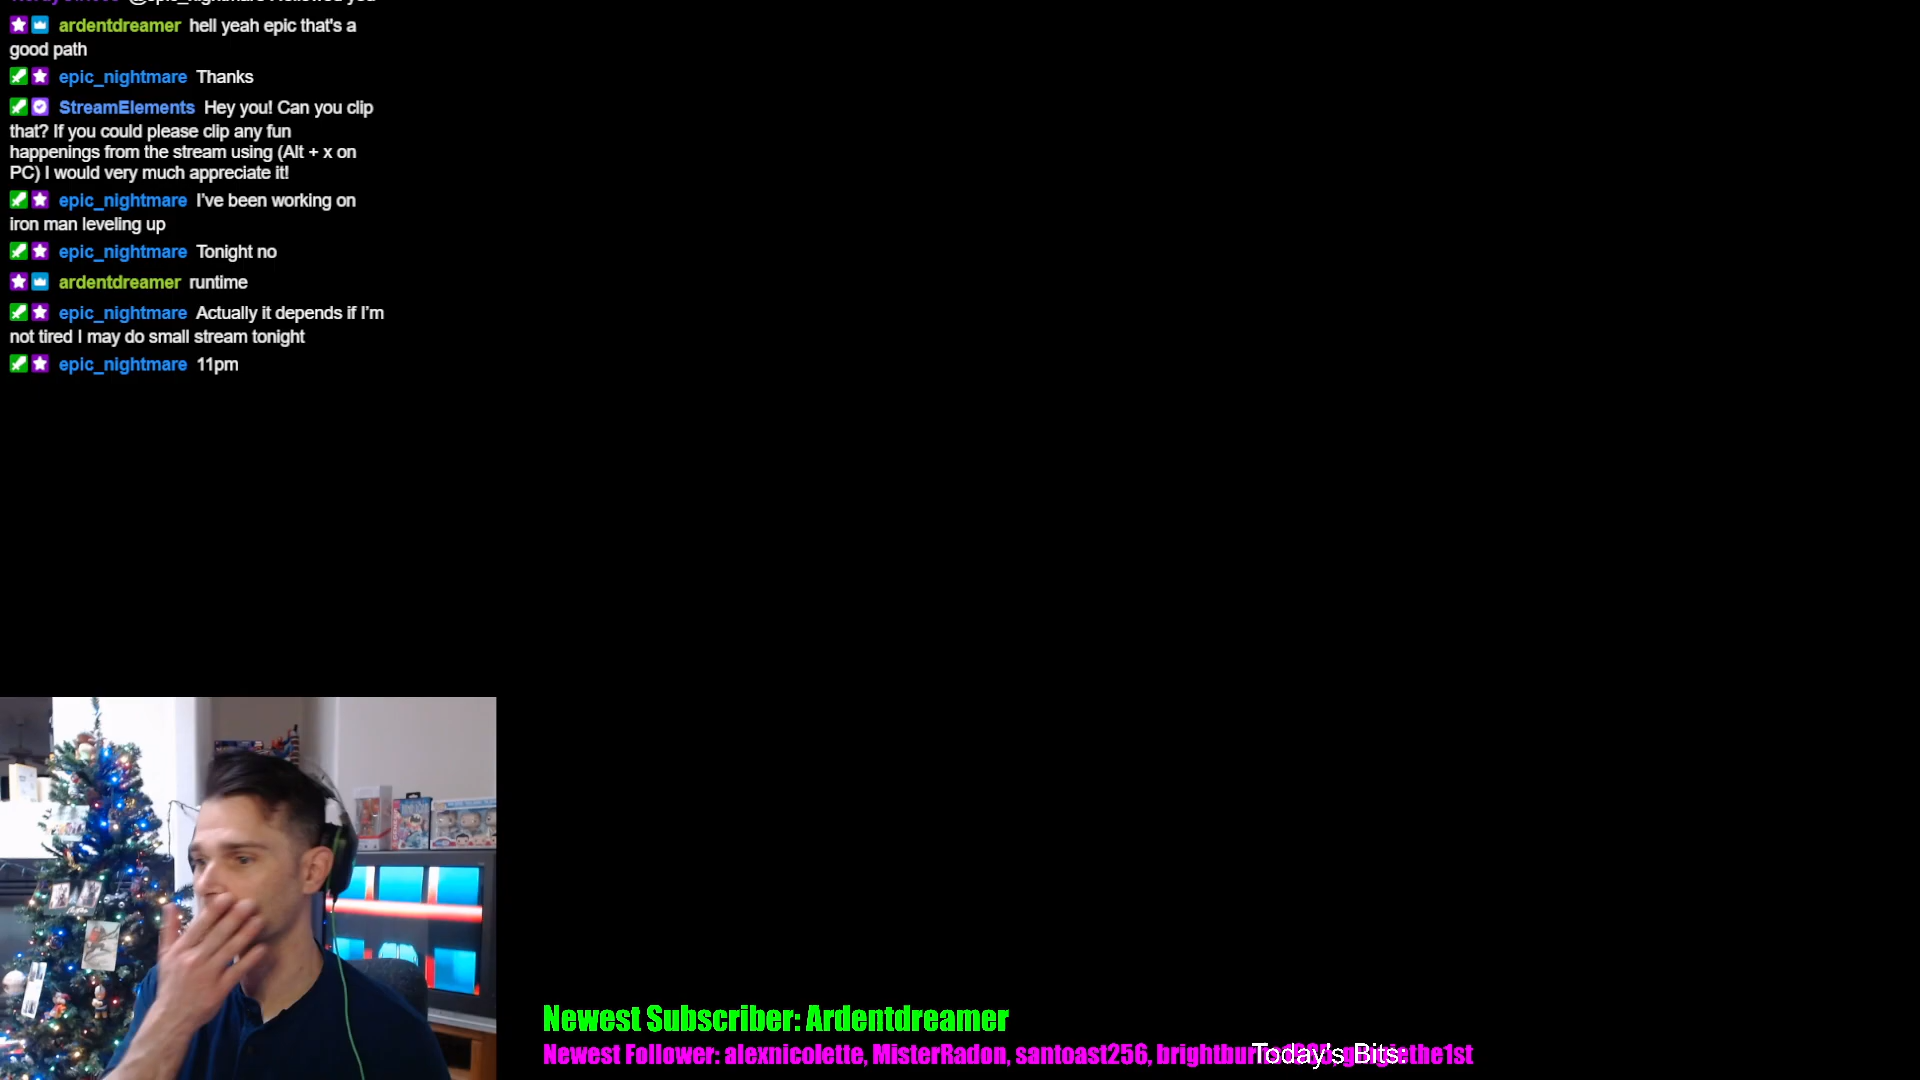 ardentdreamer hell yeah epic that's a
good path
epic_nightmare Thanks
StreamElements Hey you! Can you clip
that? If you could please clip any fun
happenings from the stream using (Alt + x on
PC) I would very much appreciate it!
epic_nightmare I've been working on
iron man leveling up
epic_nightmare Tonight no
ardentdreamer runtime
epic_nightmare Actually it depends if I'm
not tired I may do small stream tonight
epic_nightmare 11pm
Newest Subscriber: Ardentdreamer
Newest Follower: alexnicolette, MisterRadon, santoast256,
Today's Bits: